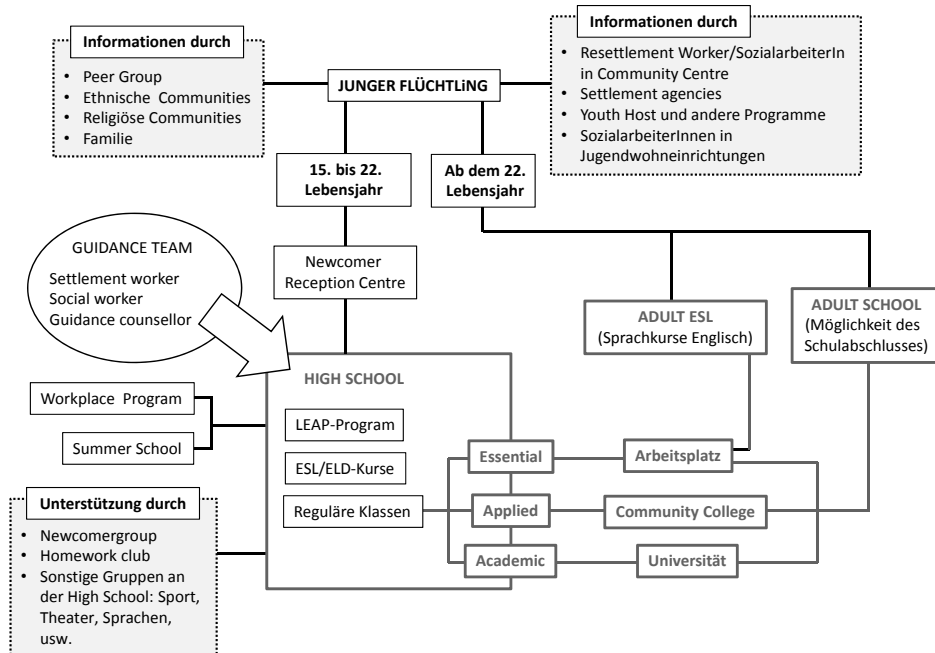 Informationen durch
• Peer Group
• Ethnische Communities
• Religiöse Communities
• Familie
JUNGER FLÜCHTLiNG
Informationen durch
• Resettlement Worker/SozialarbeiterIn
in Community Centre
• Settlement agencies
• Youth Host und andere Programme
• SozialarbeiterInnen in
Jugendwohneinrichtungen
15. bis 22.
Lebensjahr
Ab dem 22.
Lebensjahr
GUIDANCE TEAM
Settlement worker
Social worker
Guidance counsellor
Newcomer
Reception Centre
ADULT ESL
(Sprachkurse Englisch)
ADULT SCHOOL
(Möglichkeit des
Schulabschlusses)
HIGH SCHOOL
Workplace Program
Summer School
LEAP-Program
ESL/ELD-Kurse
Reguläre Klassen
Essential
Arbeitsplatz
Applied
Community College
Academic
Universität
Unterstützung durch
• Newcomergroup
• Homework club
• Sonstige Gruppen an
der High School: Sport,
Theater, Sprachen,
usw.